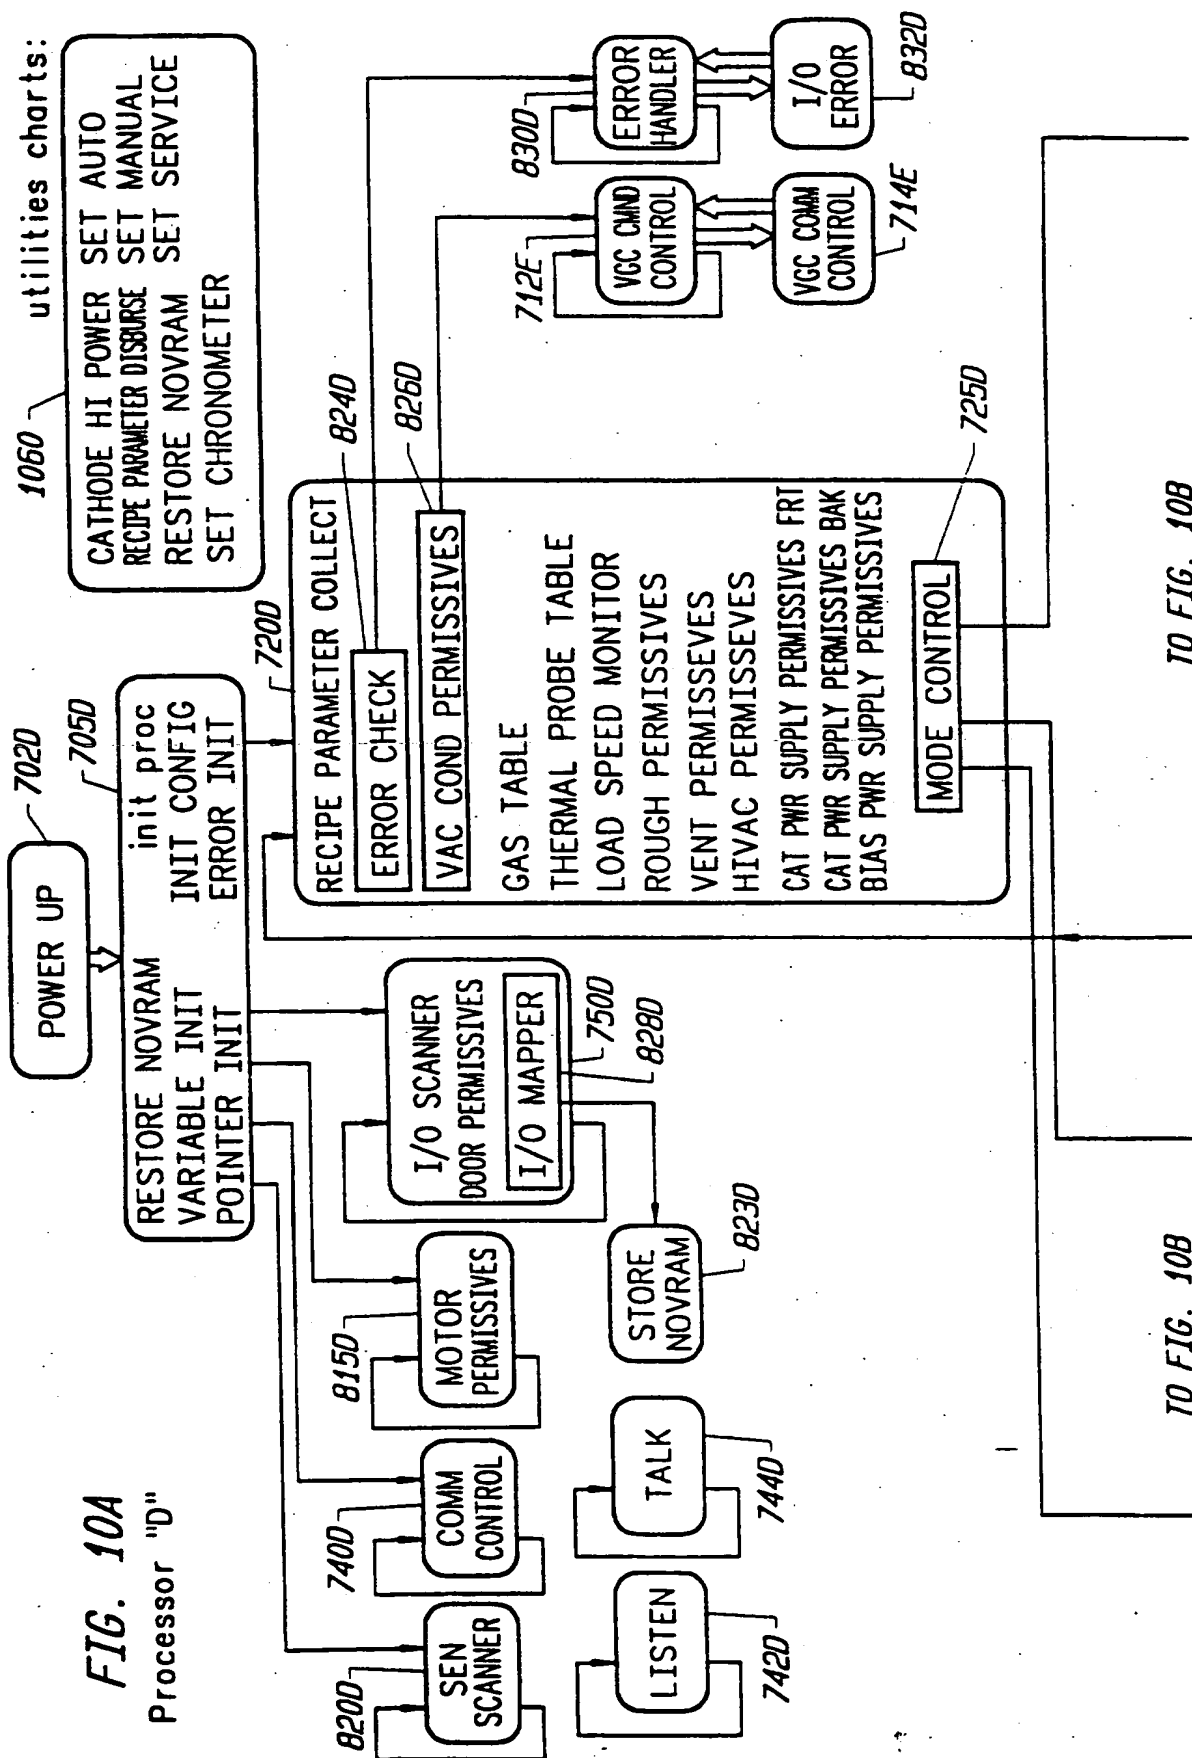 FIG. 10A
Processor "D"
POWER UP
702D
705D
RESTORE NOVRAM
init proc
VARIABLE INIT
INIT CONFIG
POINTER INIT
ERROR INIT
1060
utilities charts:
CATHODE HI POWER SET AUTO
RECIPE PARAMETER DISBURSE SET MANUAL
RESTORE NOVRAM SET SERVICE
SET CHRONOMETER
820D
SEN
SCANNER
740D
COMM
CONTROL
815D
MOTOR
PERMISSIVES
I/O SCANNER
DOOR PERMISSIVES
I/O MAPPER
750D
828D
LISTEN
742D
TALK
744D
STORE
NOVRAM
823D
720D
RECIPE PARAMETER COLLECT
ERROR CHECK
824D
VAC COND PERMISSIVES
826D
GAS TABLE
THERMAL PROBE TABLE
LOAD SPEED MONITOR
ROUGH PERMISSIVES
VENT PERMISSEVES
HIVAC PERMISSEVES
CAT PWR SUPPLY PERMISSIVES FRT
CAT PWR SUPPLY PERMISSIVES BAK
BIAS PWR SUPPLY PERMISSIVES
MODE CONTROL
725D
712E
VGC CMND
CONTROL
VGC COMM
CONTROL
714E
830D
ERROR
HANDLER
I/O
ERROR
832D
TO FIG. 10B
TO FIG. 10B